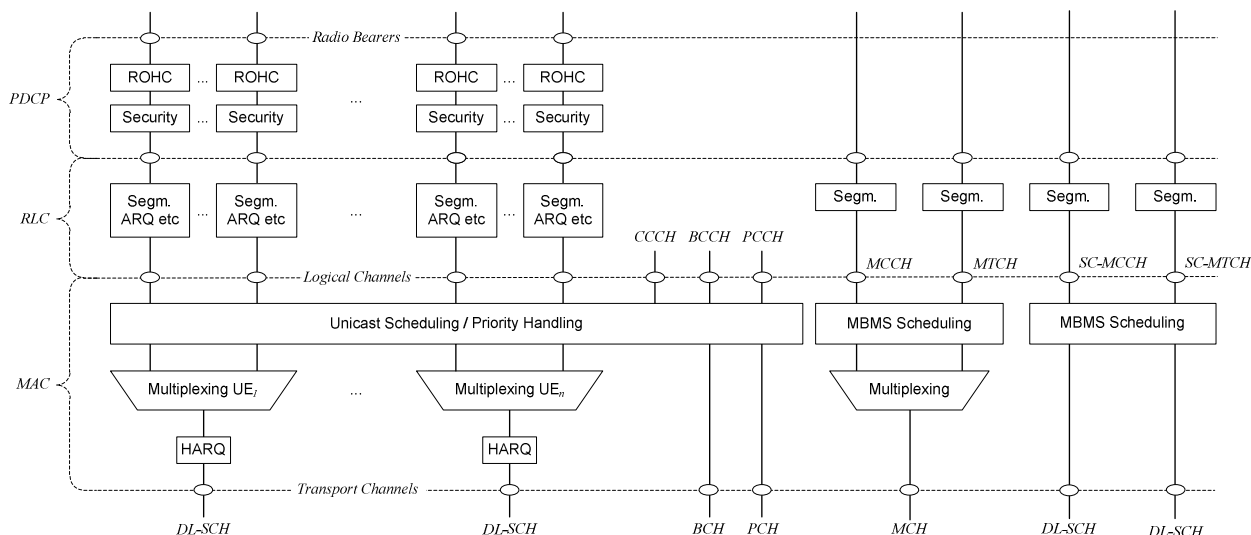 Radio Bearers
ROHC ... ROHC ROHC ... ROHC
PDCP
...
Security ... Security Security ... Security
Segm. ARQ etc ... Segm. ARQ etc ... Segm. ARQ etc ... Segm. ARQ etc
Segm. Segm. Segm. Segm.
RLC
CCCH BCCH PCCH
Logical Channels
MCCH MTCH SC-MCCH SC-MTCH
Unicast Scheduling / Priority Handling MBMS Scheduling MBMS Scheduling
MAC
Multiplexing UE1 ... Multiplexing UEn Multiplexing
HARQ HARQ
Transport Channels
DL-SCH DL-SCH BCH PCH MCH DL-SCH DL-SCH